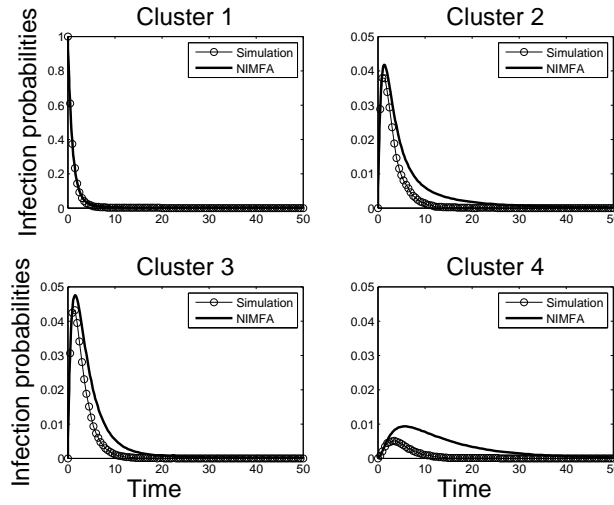 Cluster 1
Cluster 2
Infection probabilities
1
0.8
0.6
0.4
0.2
0
0 10 20 30 40 50
Simulation
NIMFA
0.05
0.04
0.03
0.02
0.01
0
0 10 20 30 40 50
Simulation
NIMFA
Cluster 3
Cluster 4
Infection probabilities
0.05
0.04
0.03
0.02
0.01
0
0 10 20 30 40 50
Time
Simulation
NIMFA
0.05
0.04
0.03
0.02
0.01
0
0 10 20 30 40 50
Time
Simulation
NIMFA